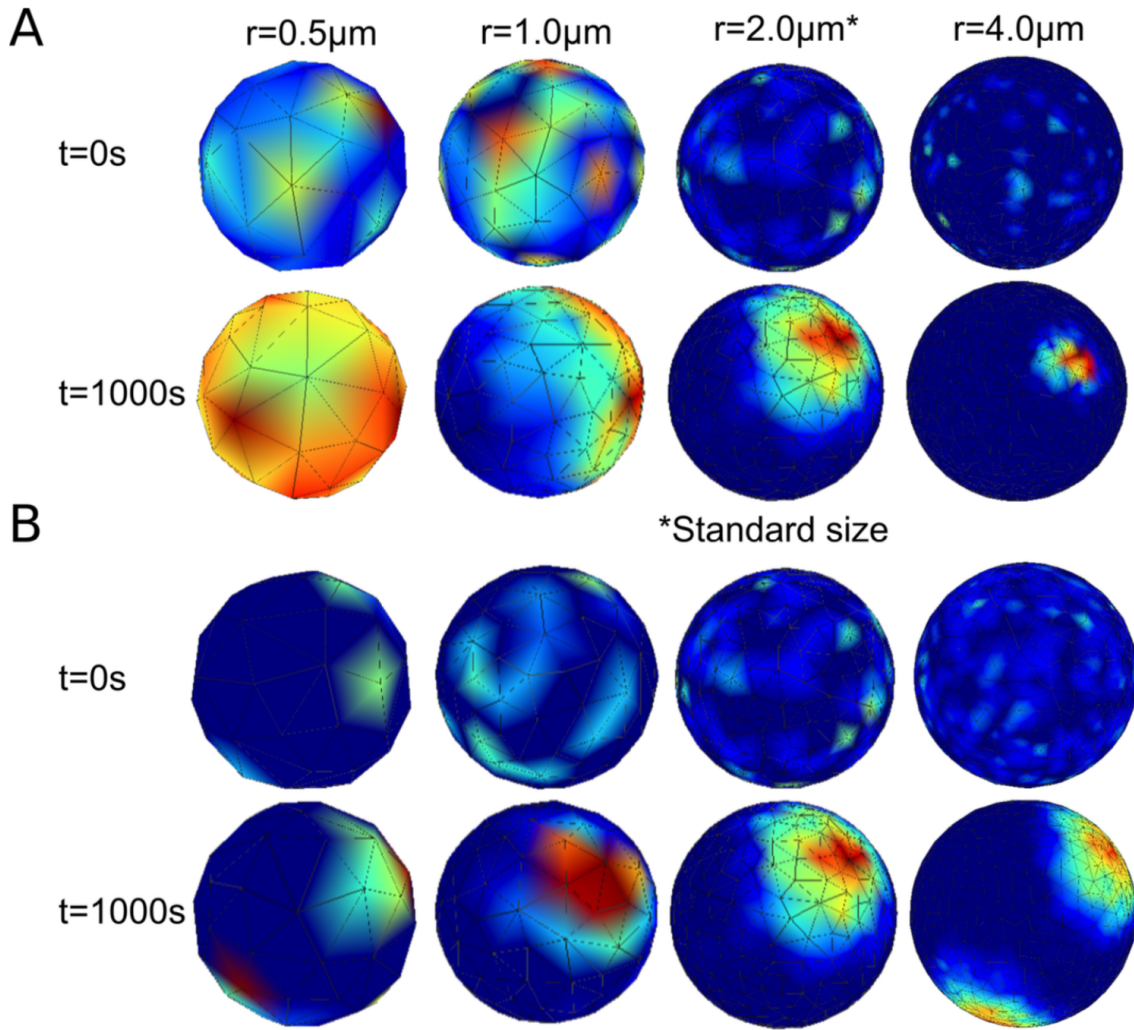 A
r=0.5μm r=1.0μm r=2.0μm* r=4.0μm
t=0s
t=1000s
B
*Standard size
t=0s
t=1000s